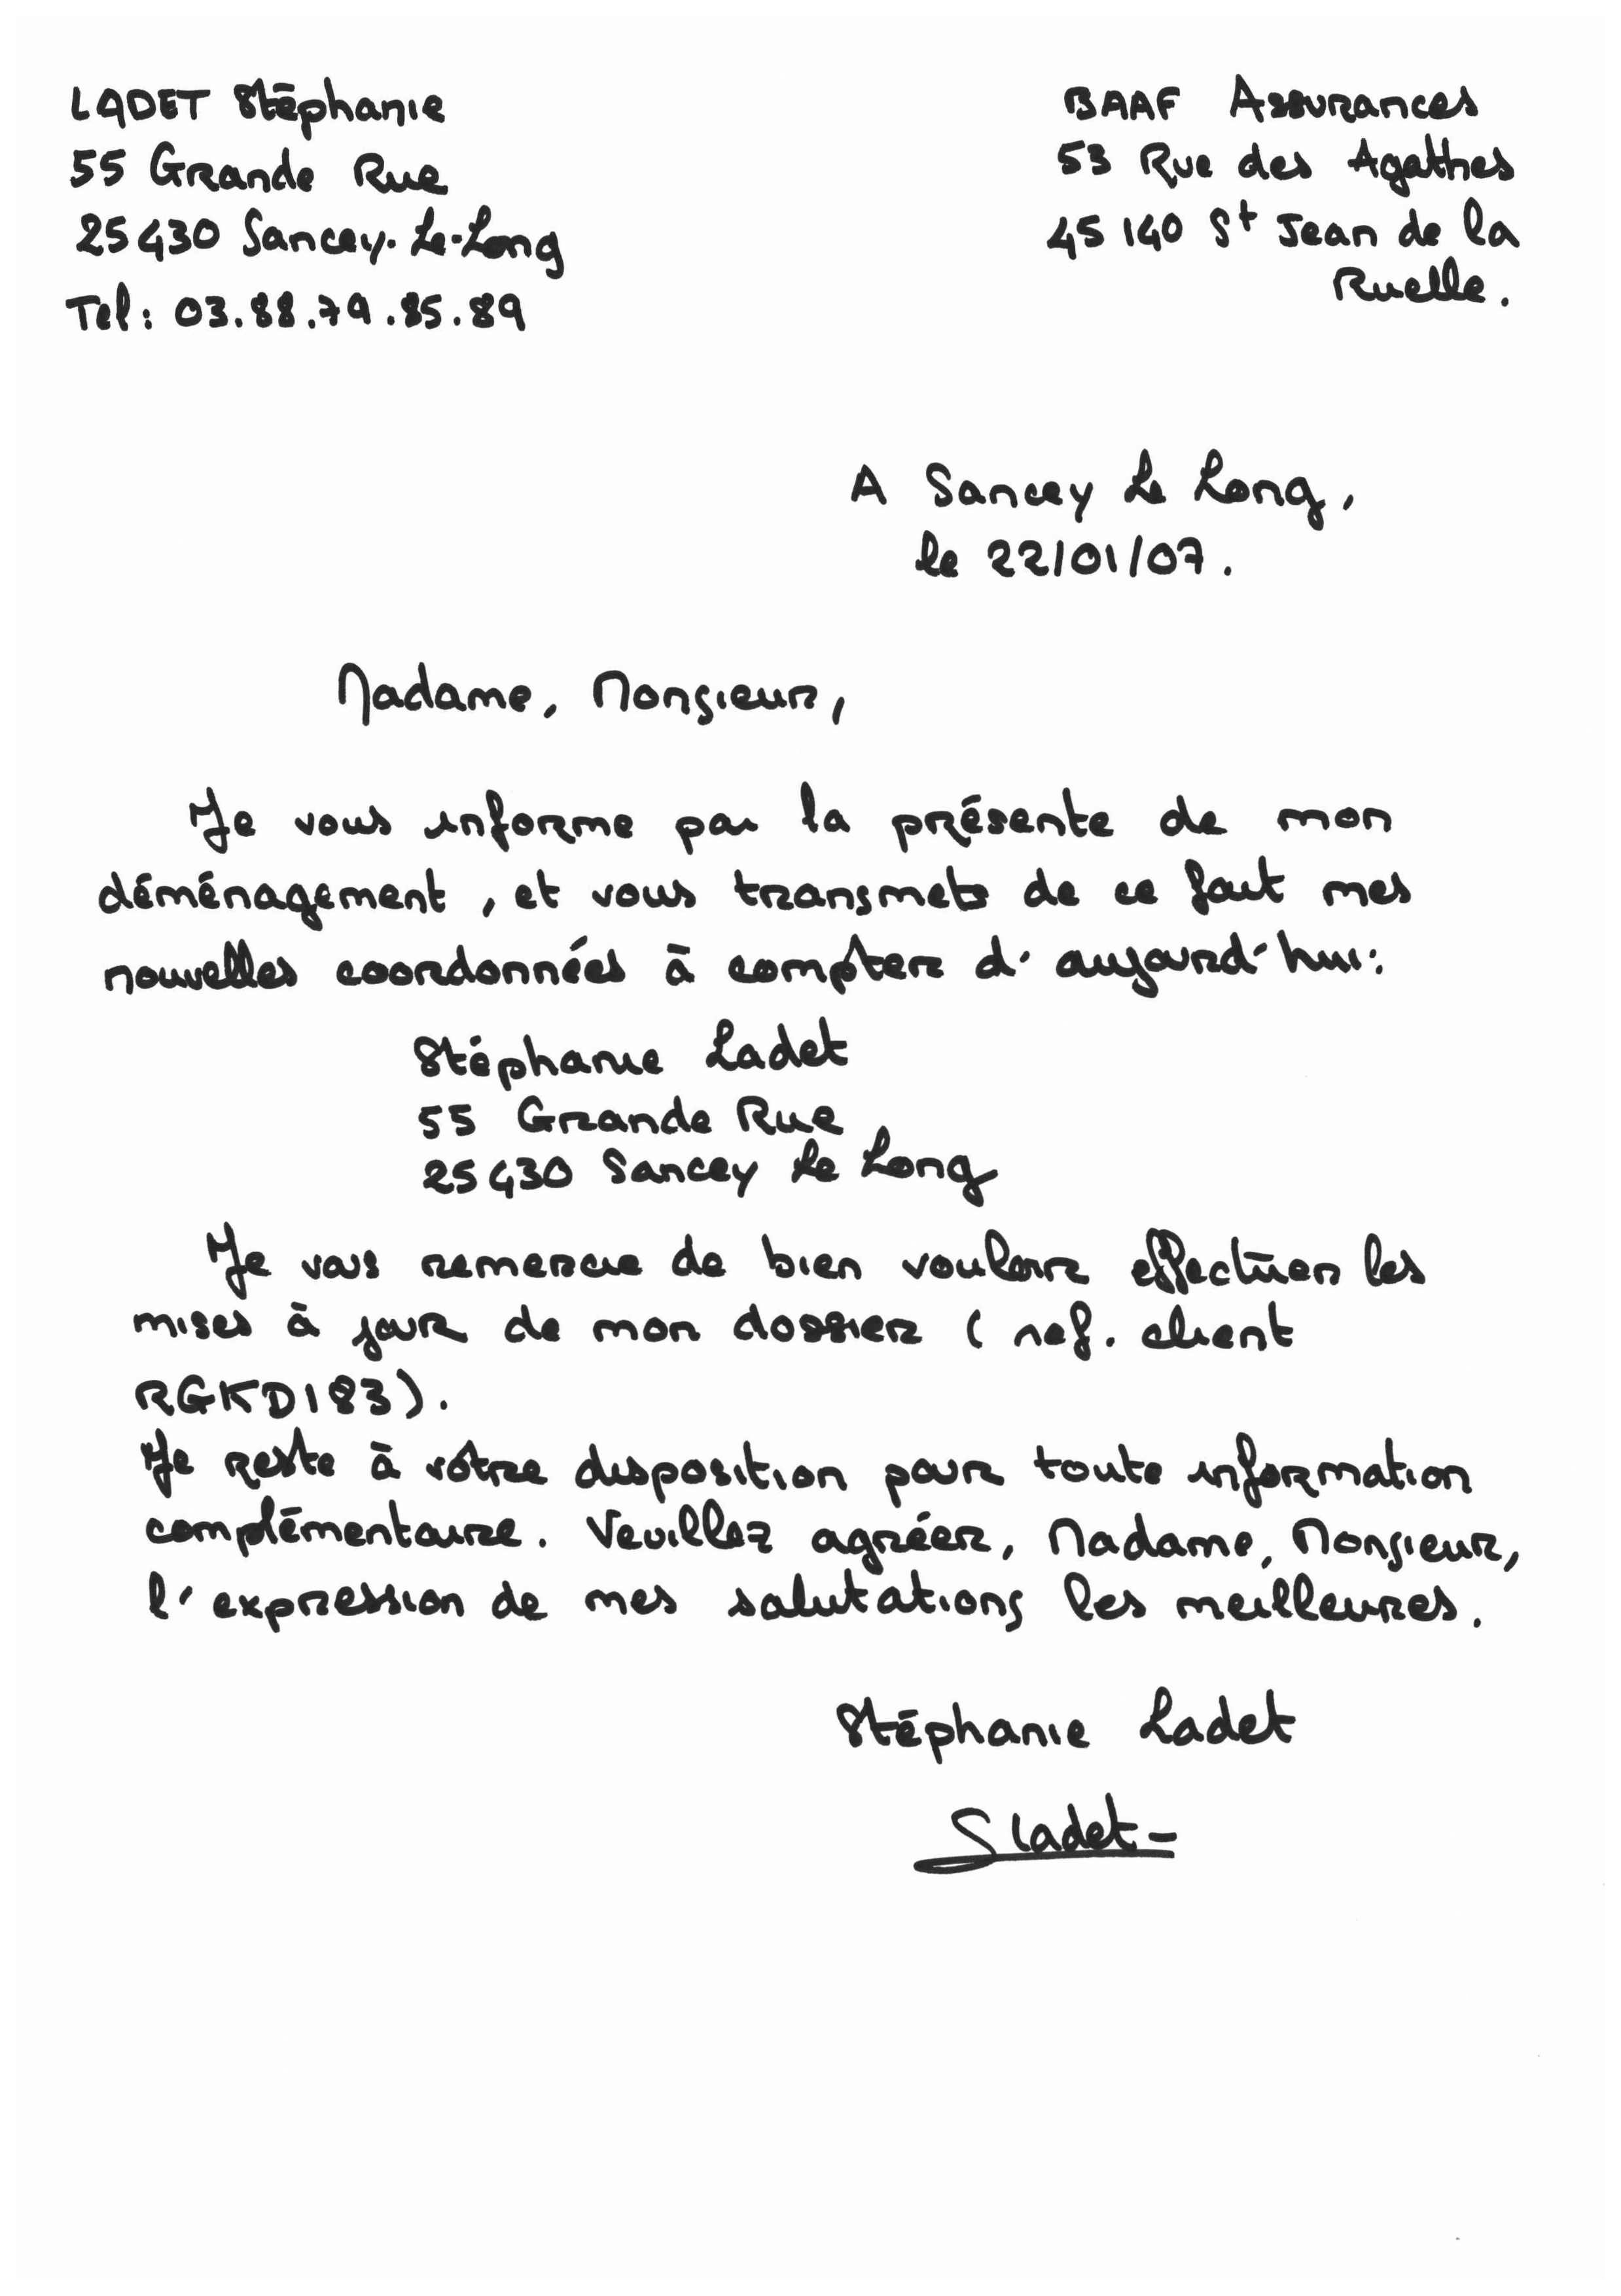 LADET Stéphanie
55 Grande Rue
25430 Sancey-Le-Long
Tel: 03.88.79.85.89
BAAF Assurances
53 Rue des Agathes
45140 St Jean de la
Ruelle.
A Sancey Le Long,
le 22/01/07.
Madame, Monsieur,
Je vous informe par la présente de mon
déménagement, et vous transmets de ce fait mes
nouvelles coordonnées à compter d'aujourd'hui:
Stéphanie Ladet
55 Grande Rue
25430 Sancey Le Long
Je vous remercie de bien vouloir effectuer les
mises à jour de mon dossier (ref. client
RGKD183).
Je reste à vôtre disposition pour toute information
complémentaire. Veuillez agréer, Madame, Monsieur,
l'expression de mes salutations les meilleures.
Stéphanie Ladet
SLadet-